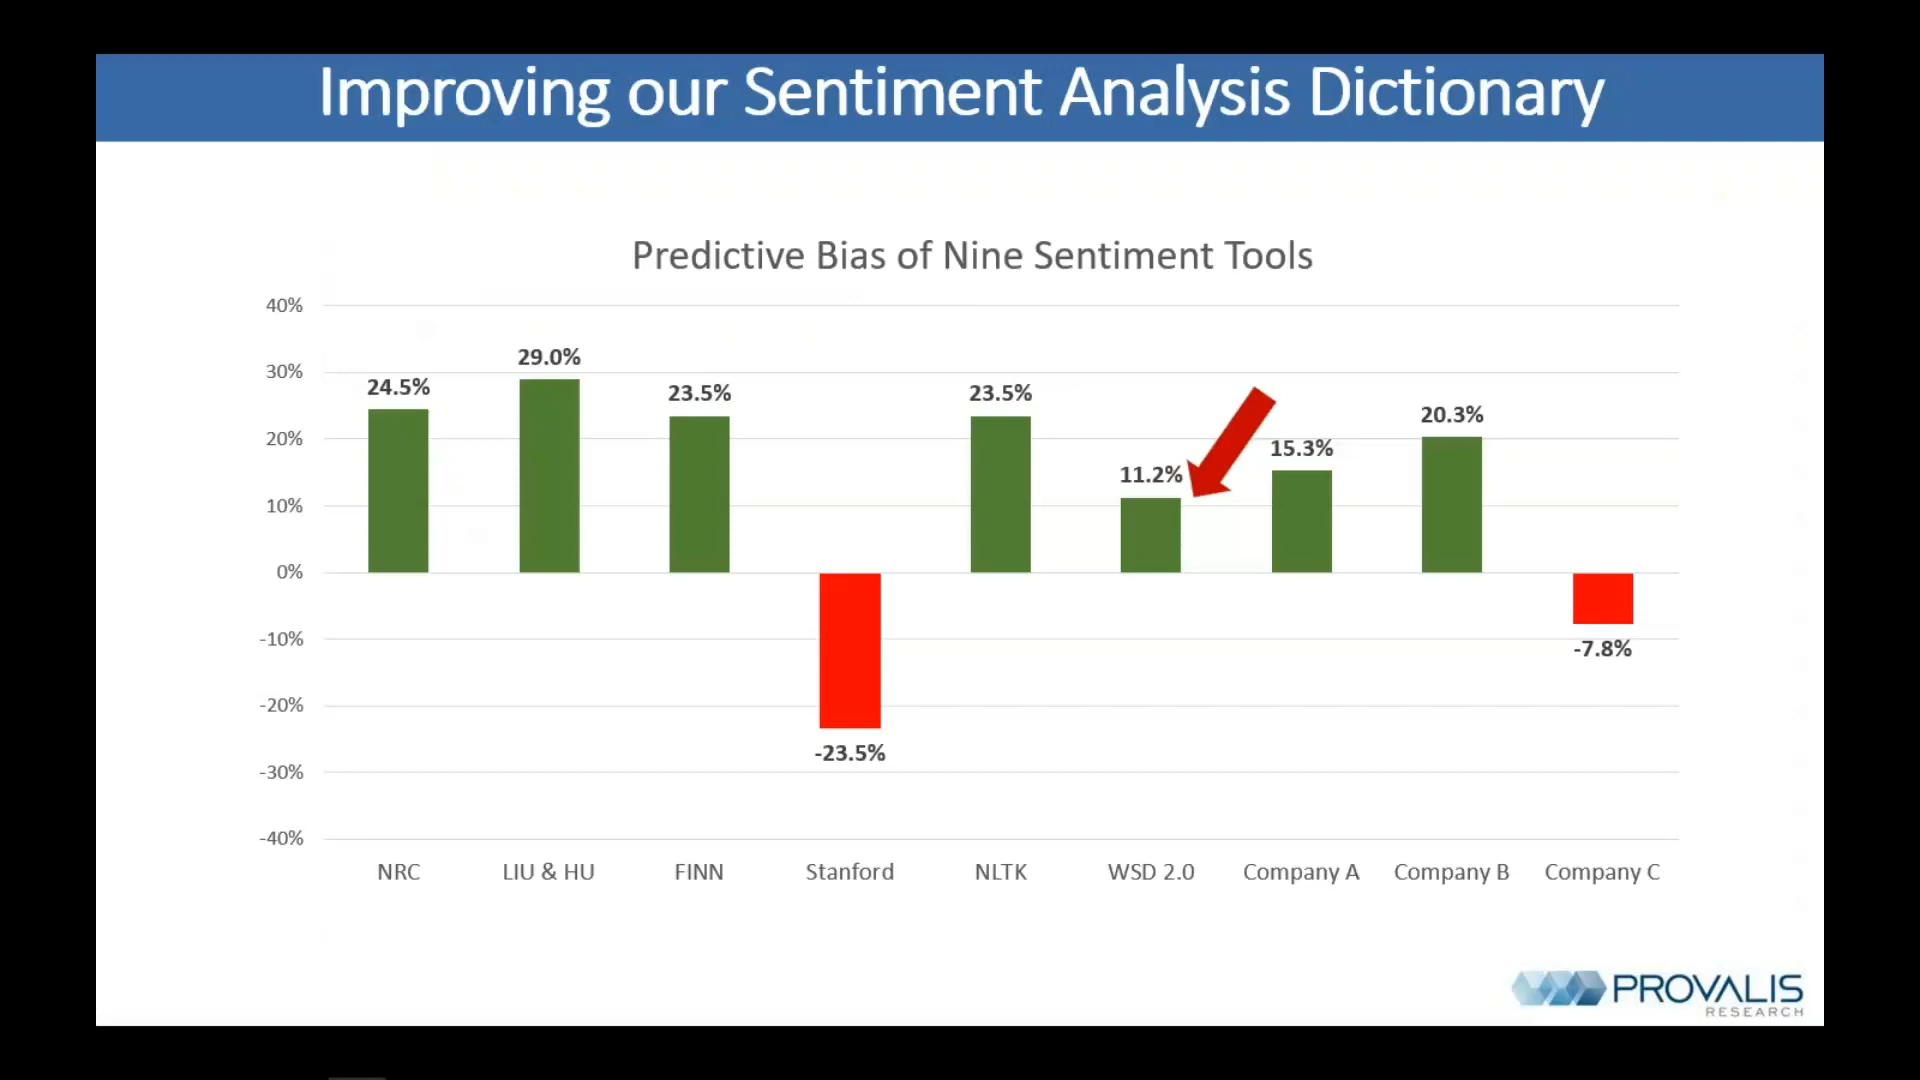 Improving our Sentiment Analysis Dictionary
Predictive Bias of Nine Sentiment Tools
40%
30%
20%
10%
0%
-10%
-20%
-30%
-40%
24.5%
29.0%
23.5%
-23.5%
23.5%
11.2%
15.3%
20.3%
-7.8%
NRC
LIU & HU
FINN
Stanford
NLTK
WSD 2.0
Company A
Company B
Company C
PROVALIS
RESEARCH